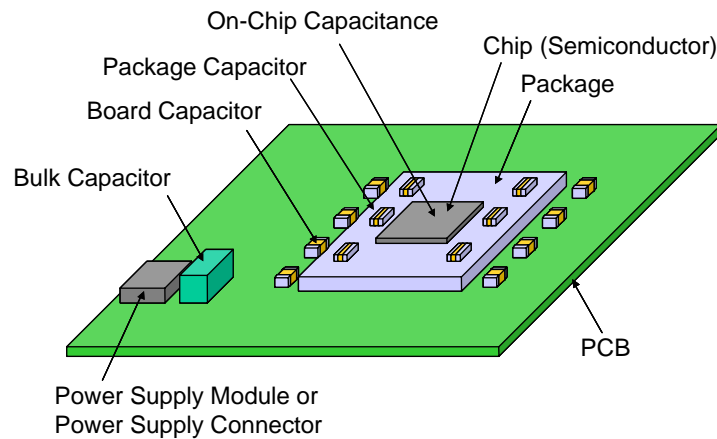 On-Chip Capacitance
Chip (Semiconductor)
Package Capacitor
Package
Board Capacitor
Bulk Capacitor
PCB
Power Supply Module or
Power Supply Connector